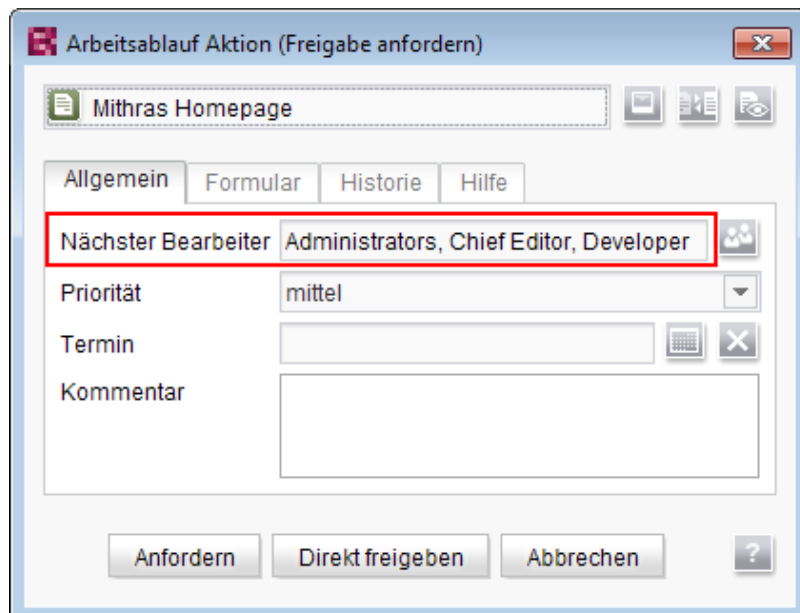 Arbeitsablauf Aktion (Freigabe anfordern)
Mithras Homepage
Allgemein Formular Historie Hilfe
Nächster Bearbeiter Administrators, Chief Editor, Developer
Priorität mittel
Termin
Kommentar
Anfordern Direkt freigeben Abbrechen ?